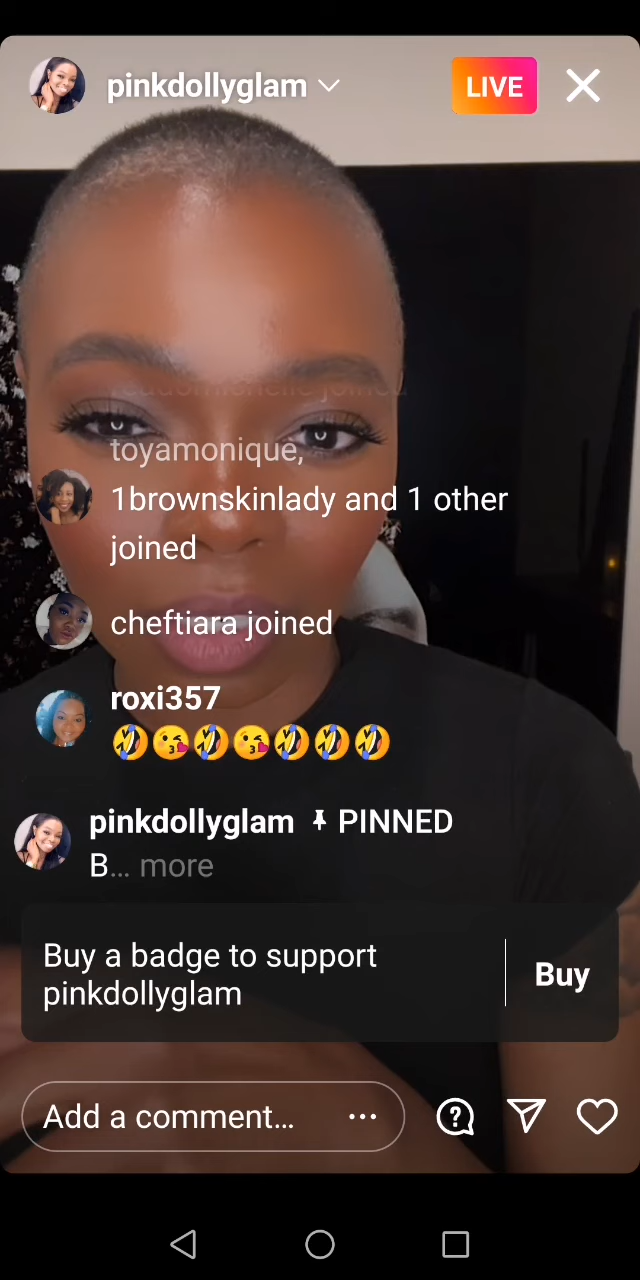 pinkdollyglam
LIVE
toyamonique,
1brownskinlady and 1 other
joined
cheftiara joined
roxi357
🤣😘🤣😘🤣🤣🤣
pinkdollyglam PINNED
B... more
Buy a badge to support
pinkdollyglam
Buy
Add a comment...